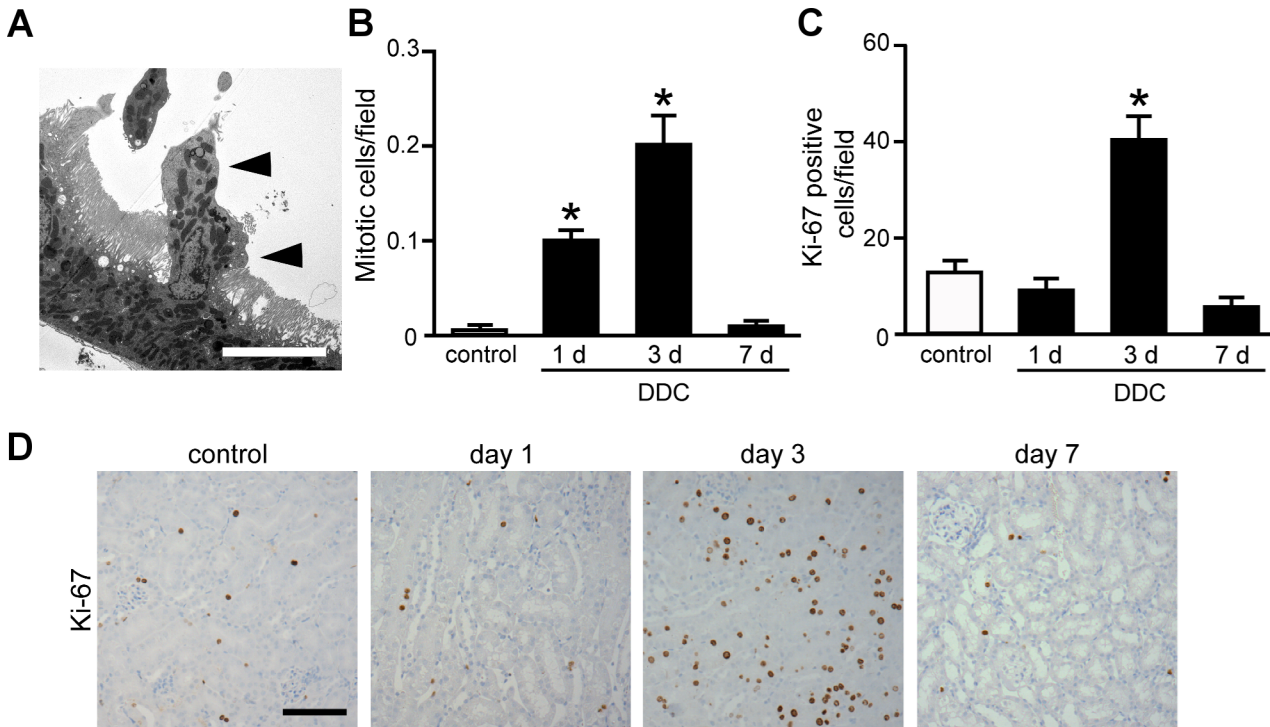 A
B
0.3
0.2
0.1
0
Mitotic cells/field
*
*
control
1 d
3 d
7 d
DDC
C
60
40
20
0
Ki-67 positive
cells/field
*
control
1 d
3 d
7 d
DDC
D
control
day 1
day 3
day 7
Ki-67